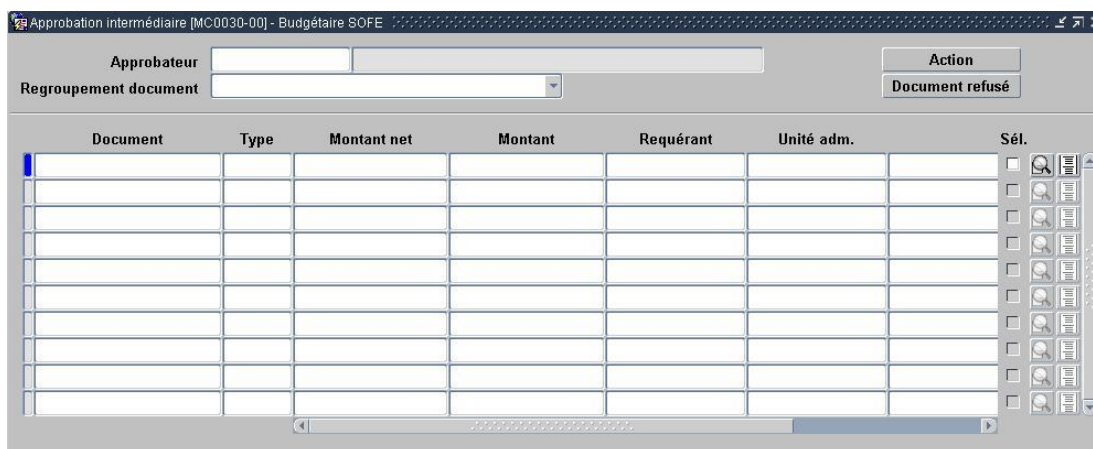 Approbation intermédiaire [MC0030-00] - Budgétaire SOFE
Approbateur
Action
Regroupement document
Document refusé
Document Type Montant net Montant Requérant Unité adm. Sél.